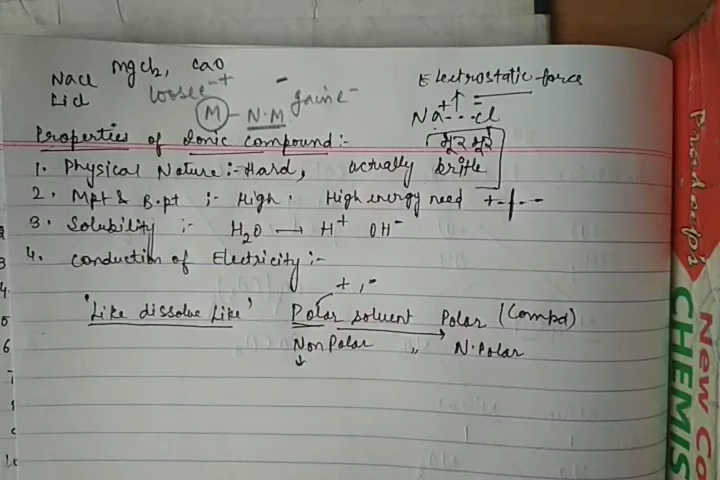 NaCl MgCl2, CaO
LiCl
loose e- + - gain e-
M - N.M
Electrostatic force
Na+ ... -Cl
Properties of Ionic Compound :-
भुर भुरे
1. Physical Nature :- Hard, actually brittle
2. Mpt & B.pt :- High. High energy need + - / - -
3. Solubility :- H2O → H+ OH-
4. Conduction of Electricity :-
+ , -
'Like dissolve Like' Polar solvent Polar (Compd)
Non Polar ,, N.Polar
Pradeep's
New Co
CHEMIS